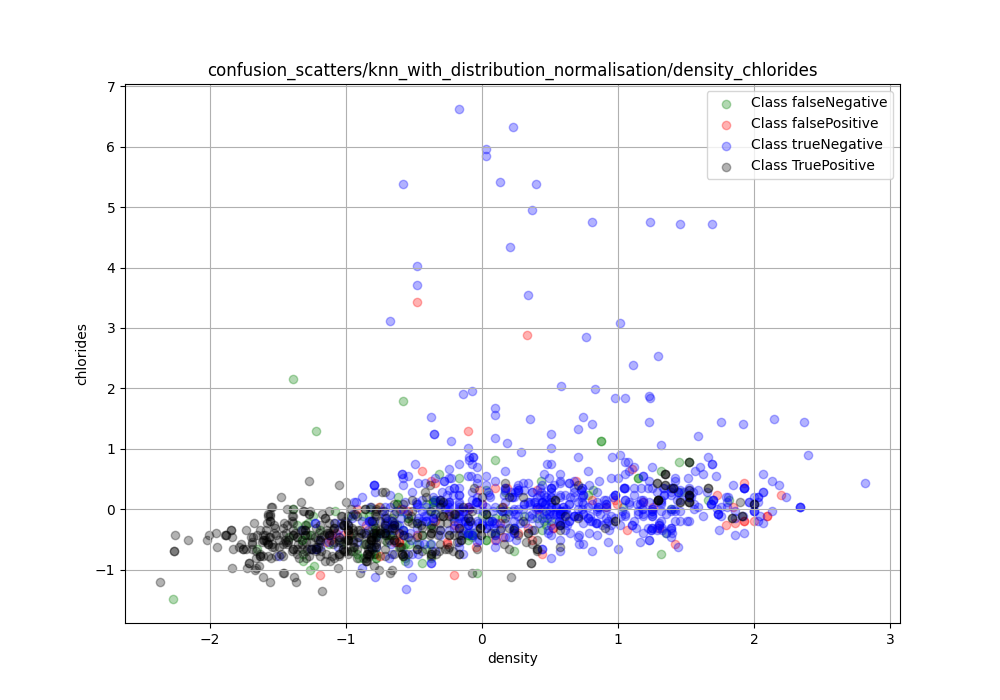 confusion_scatters/knn_with_distribution_normalisation/density_chlorides
Class falseNegative
Class falsePositive
Class trueNegative
Class TruePositive
7
6
5
4
3
2
1
0
−1
chlorides
−2 −1 0 1 2 3
density